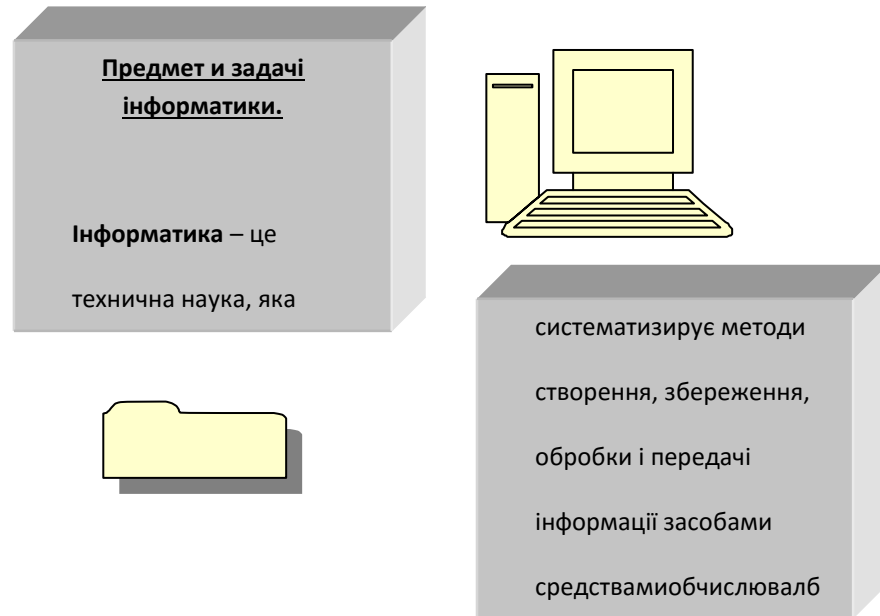 Предмет и задачі
інформатики.
Інформатика – це
технична наука, яка
систематизирує методи
створення, збереження,
обробки і передачі
інформації засобами
средствамиобчислювалб